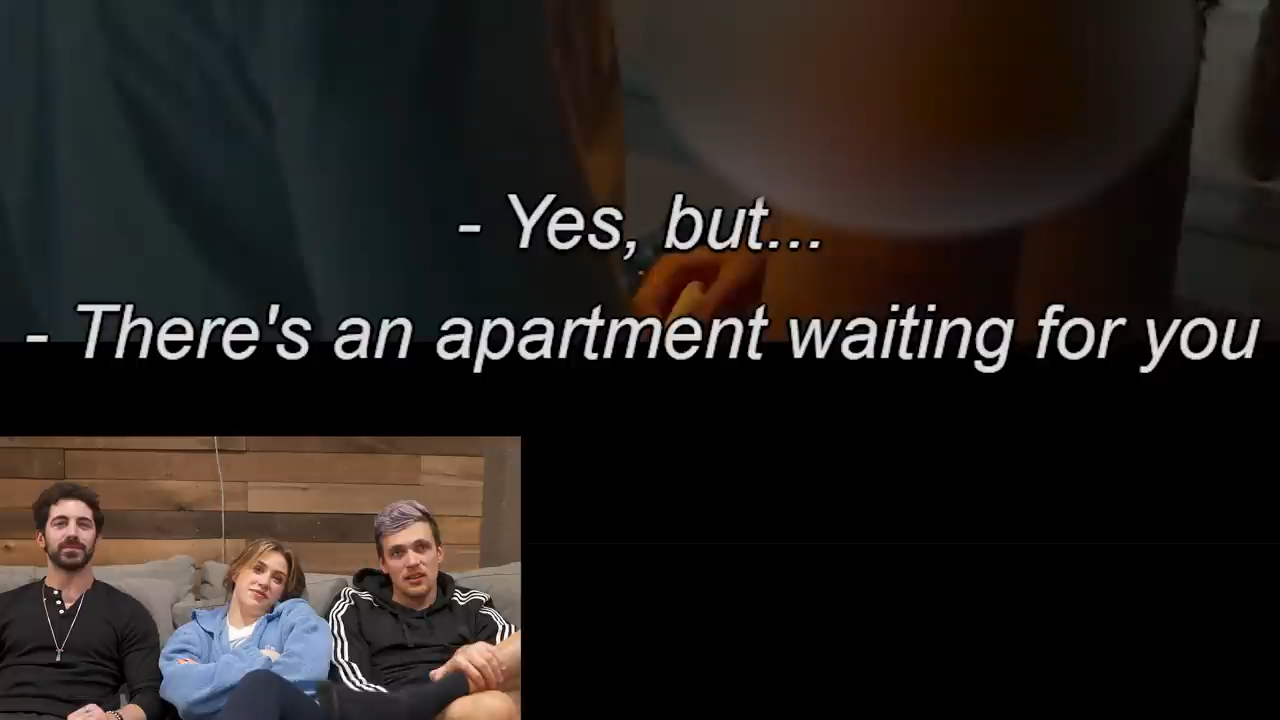 - Yes, but...
- There's an apartment waiting for you